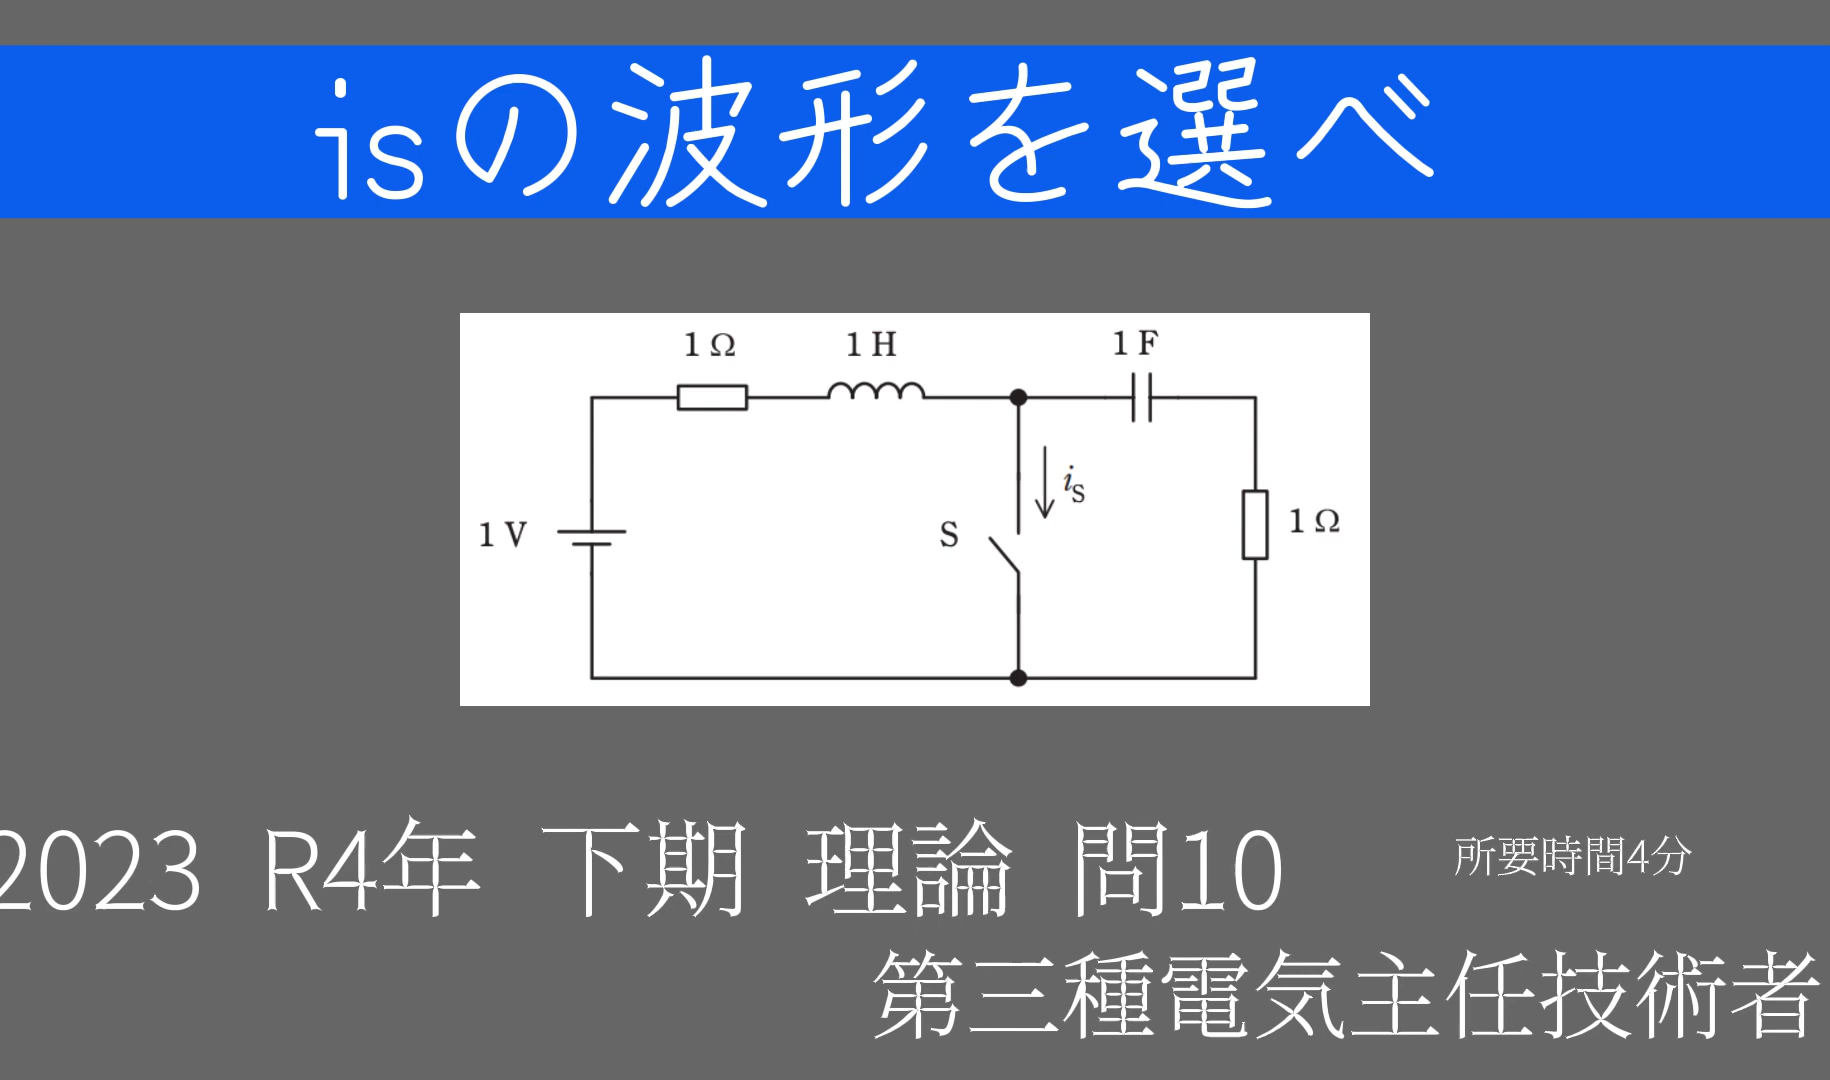 isの波形を選べ
1 Ω
1 H
1 F
iS
1 V
S
1 Ω
2023 R4年 下期 理論 問10
所要時間4分
第三種電気主任技術者